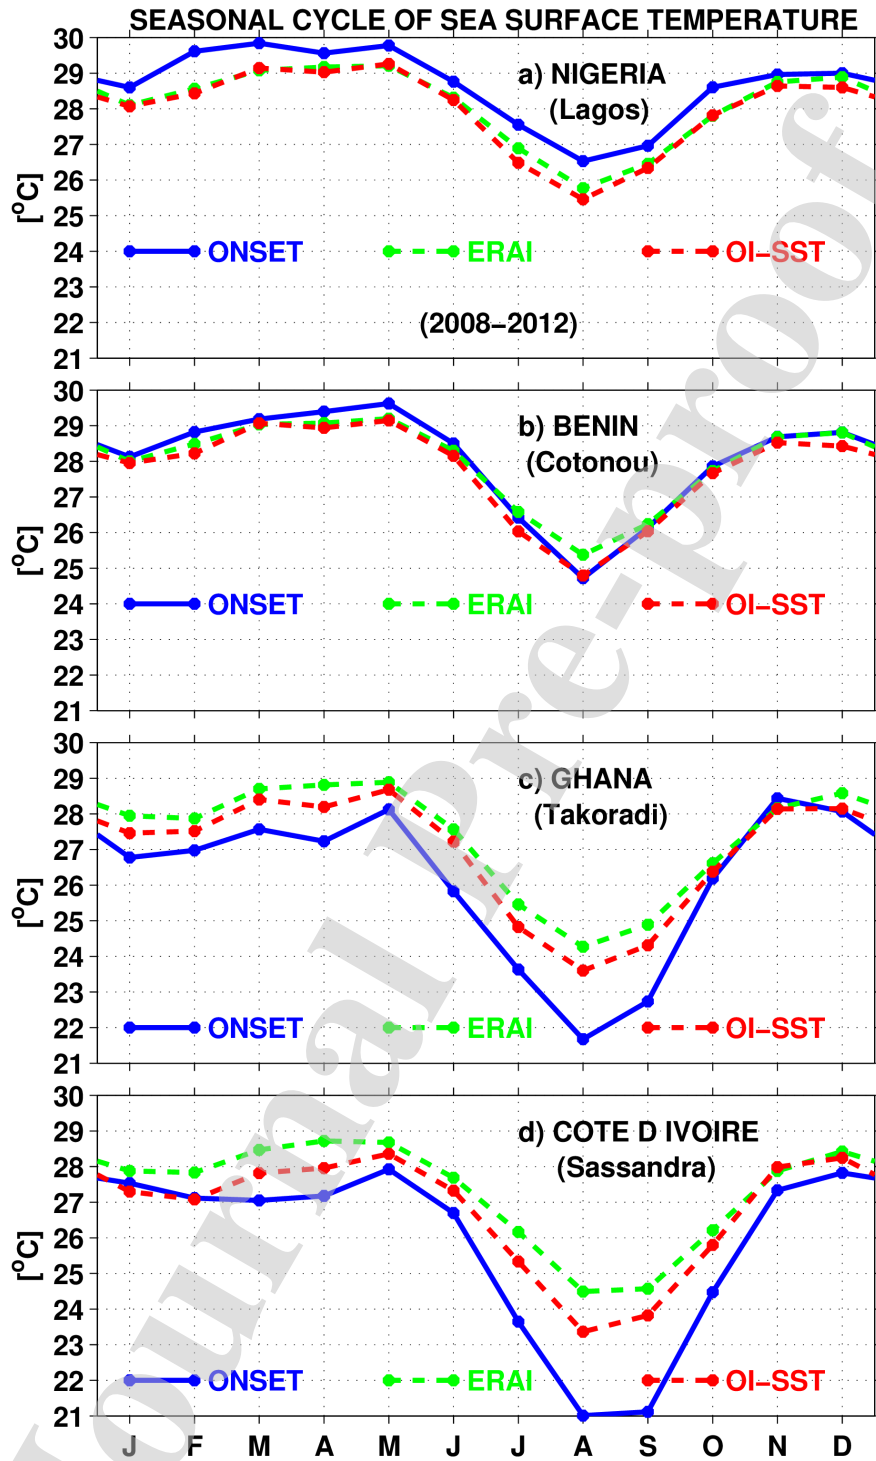 SEASONAL CYCLE OF SEA SURFACE TEMPERATURE
30
29
28
27
26
25
24
23
22
21
[°C]
a) NIGERIA
(Lagos)
ONSET
ERAI
OI-SST
(2008-2012)
30
29
28
27
26
25
24
23
22
21
[°C]
b) BENIN
(Cotonou)
ONSET
ERAI
OI-SST
30
29
28
27
26
25
24
23
22
21
[°C]
c) GHANA
(Takoradi)
ONSET
ERAI
OI-SST
30
29
28
27
26
25
24
23
22
21
[°C]
d) COTE D IVOIRE
(Sassandra)
ONSET
ERAI
OI-SST
J F M A M J J A S O N D
Journal Pre-proof